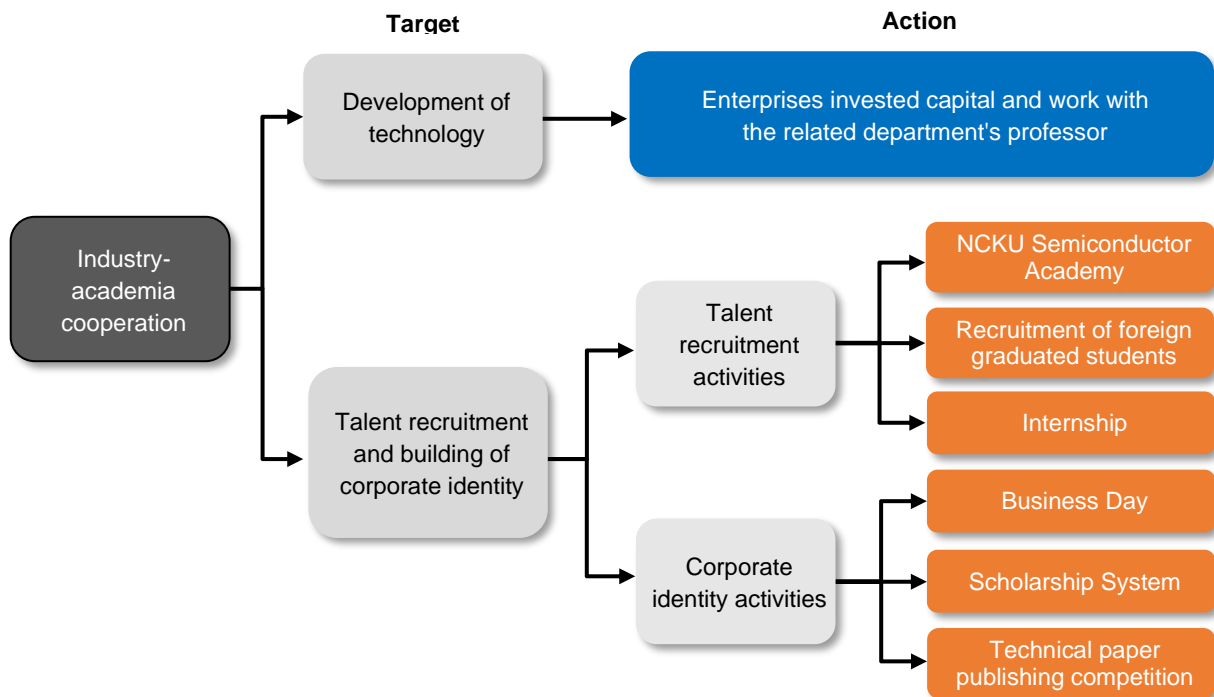 Target
Action
Development of
technology
Enterprises invested capital and work with
the related department's professor
Industry-
academia
cooperation
Talent recruitment
and building of
corporate identity
Talent
recruitment
activities
NCKU Semiconductor
Academy
Recruitment of foreign
graduated students
Internship
Corporate
identity activities
Business Day
Scholarship System
Technical paper
publishing competition